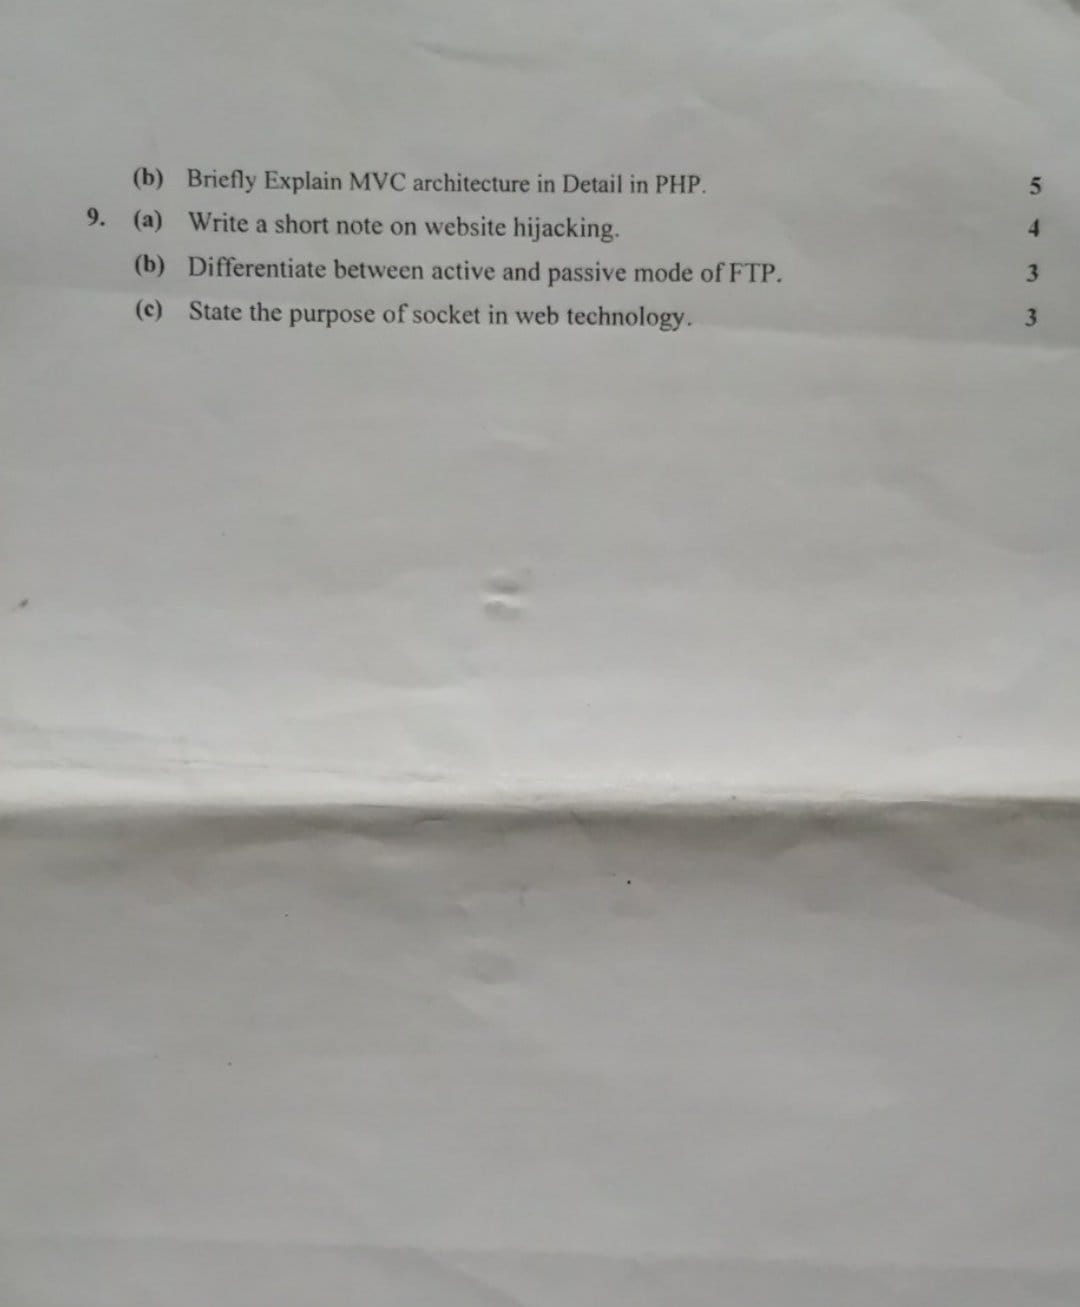 (b) Briefly Explain MVC architecture in Detail in PHP. 5
9. (a) Write a short note on website hijacking. 4
(b) Differentiate between active and passive mode of FTP. 3
(c) State the purpose of socket in web technology. 3